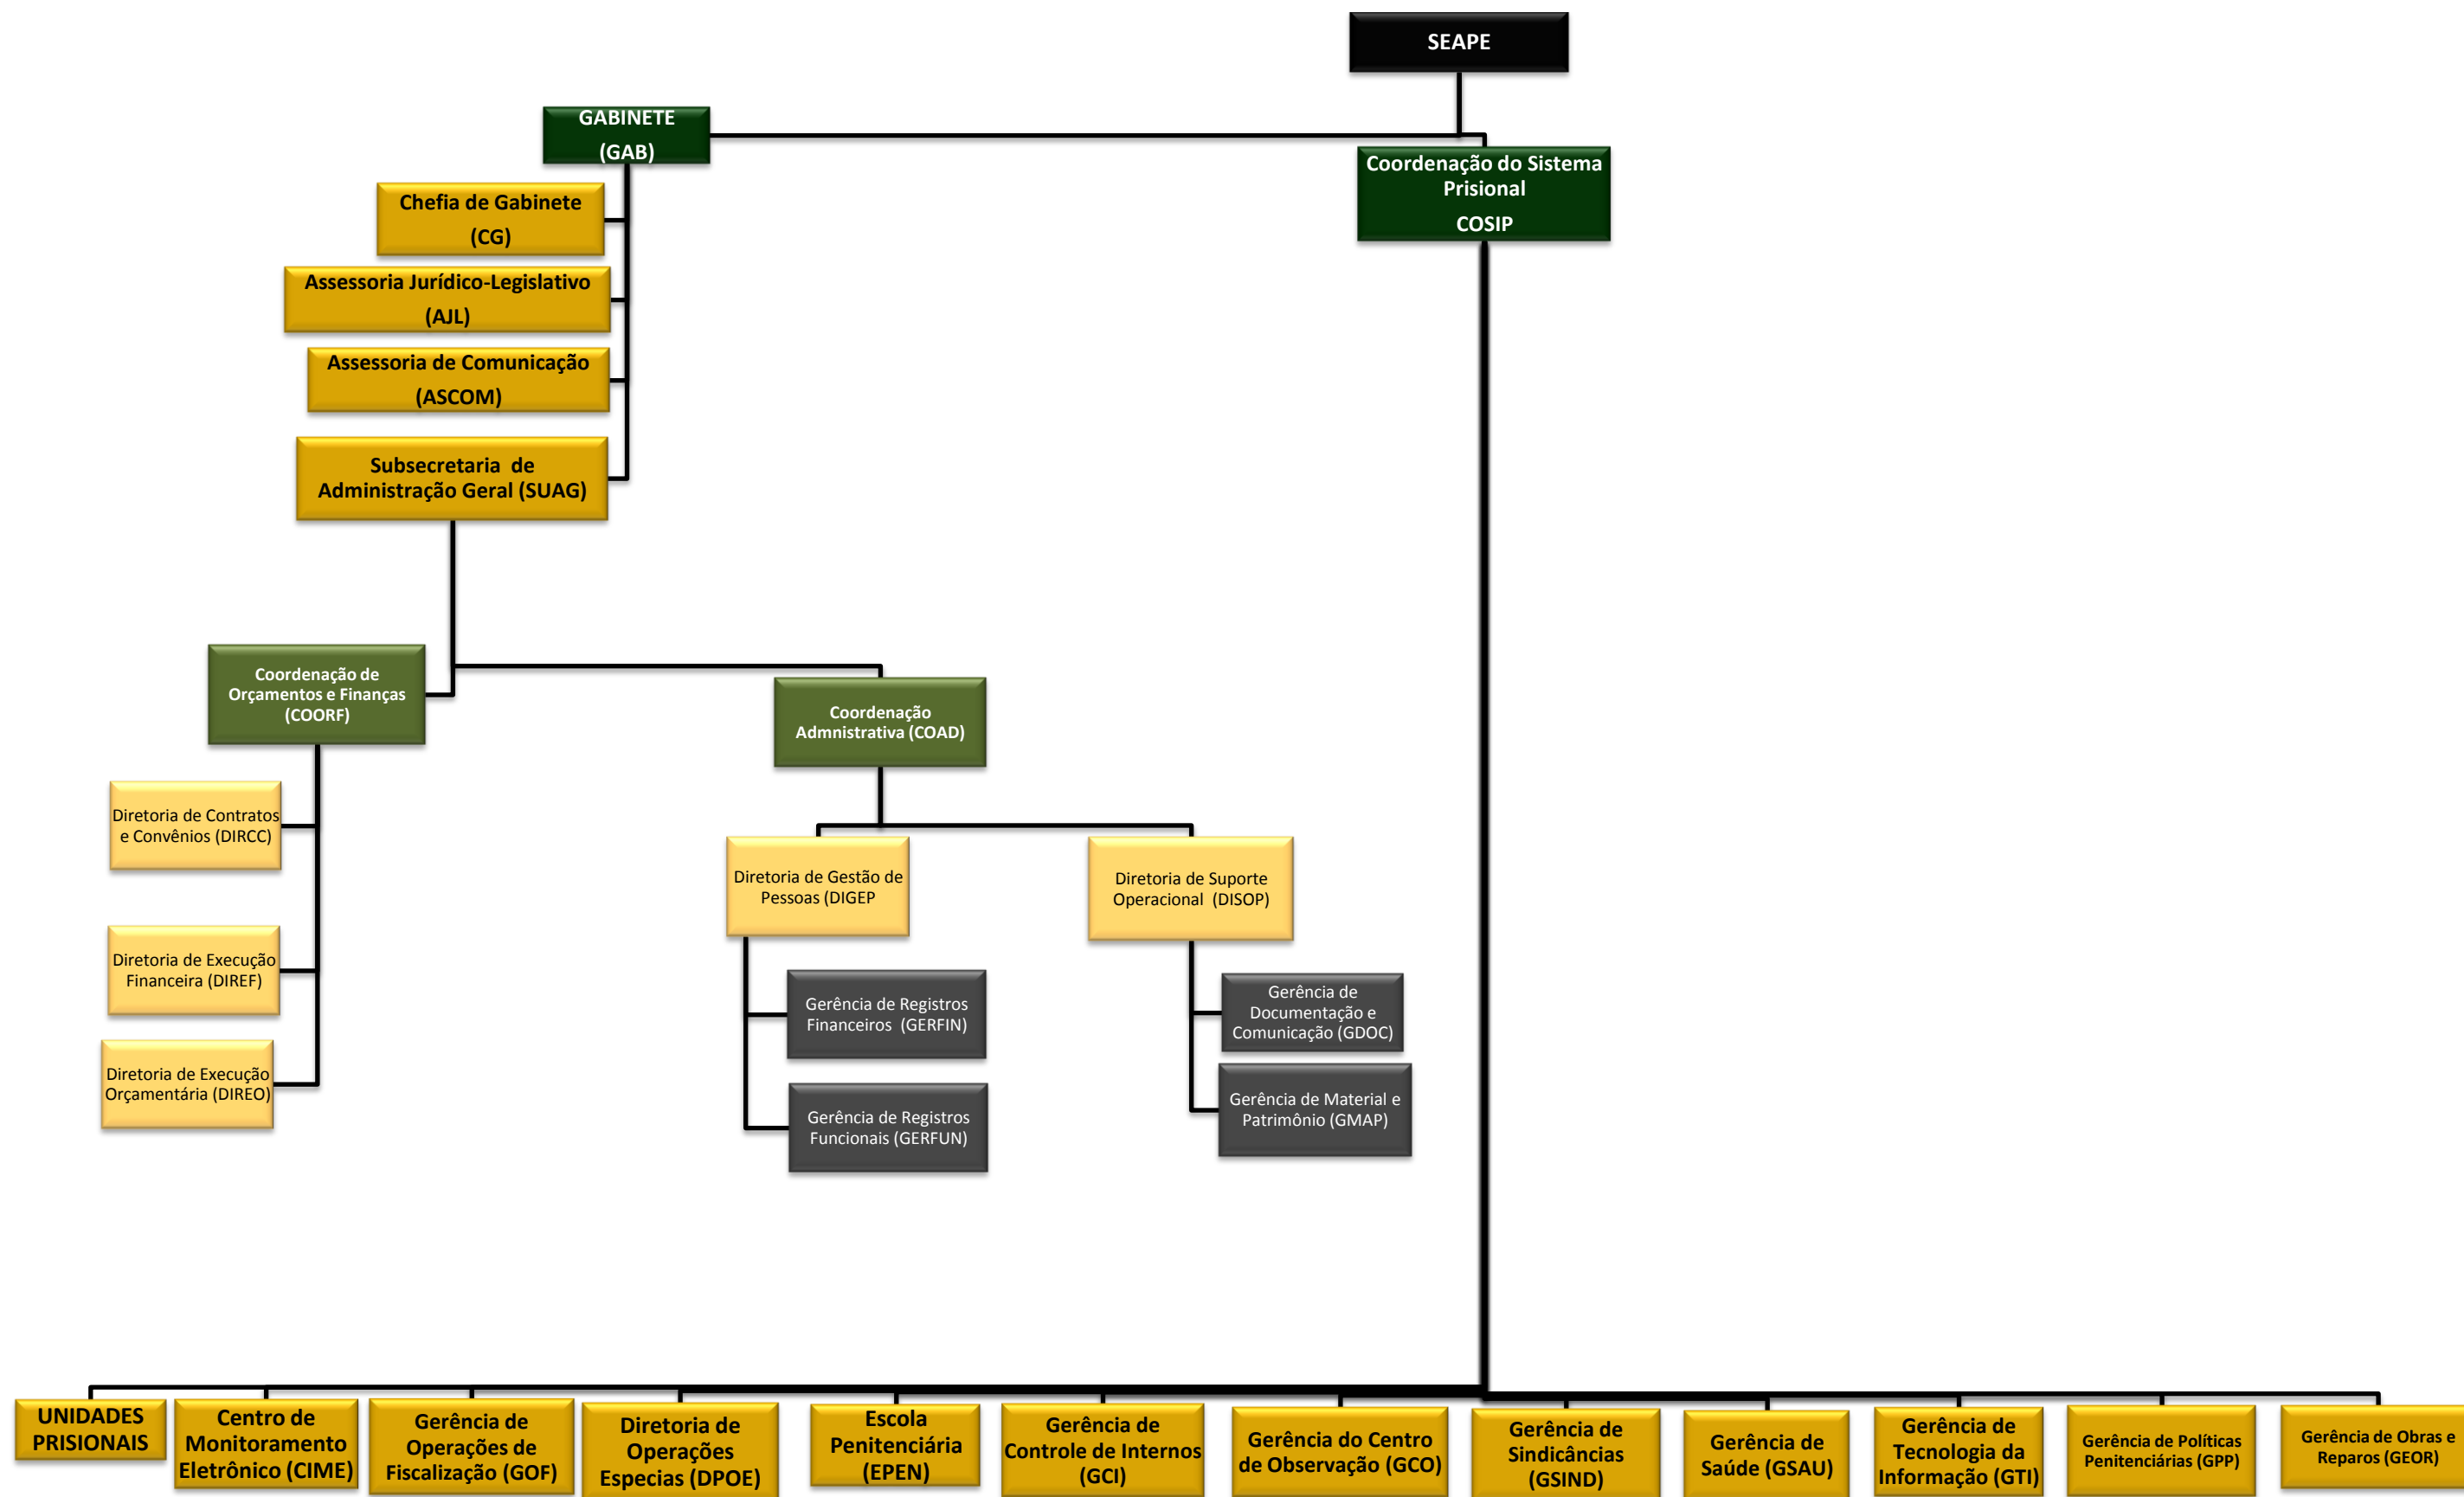 SEAPE
GABINETE
(GAB)
Coordenação do Sistema
Prisional
COSIP
Chefia de Gabinete
(CG)
Assessoria Jurídico-Legislativo
(AJL)
Assessoria de Comunicação
(ASCOM)
Subsecretaria de
Administração Geral (SUAG)
Coordenação de
Orçamentos e Finanças
(COORF)
Coordenação
Admnistrativa (COAD)
Diretoria de Contratos
e Convênios (DIRCC)
Diretoria de Execução
Financeira (DIREF)
Diretoria de Execução
Orçamentária (DIREO)
Diretoria de Gestão de
Pessoas (DIGEP
Diretoria de Suporte
Operacional (DISOP)
Gerência de Registros
Financeiros (GERFIN)
Gerência de Registros
Funcionais (GERFUN)
Gerência de
Documentação e
Comunicação (GDOC)
Gerência de Material e
Patrimônio (GMAP)
UNIDADES
PRISIONAIS
Centro de
Monitoramento
Eletrônico (CIME)
Gerência de
Operações de
Fiscalização (GOF)
Diretoria de
Operações
Especias (DPOE)
Escola
Penitenciária
(EPEN)
Gerência de
Controle de Internos
(GCI)
Gerência do Centro
de Observação (GCO)
Gerência de
Sindicâncias
(GSIND)
Gerência de
Saúde (GSAU)
Gerência de
Tecnologia da
Informação (GTI)
Gerência de Políticas
Penitenciárias (GPP)
Gerência de Obras e
Reparos (GEOR)